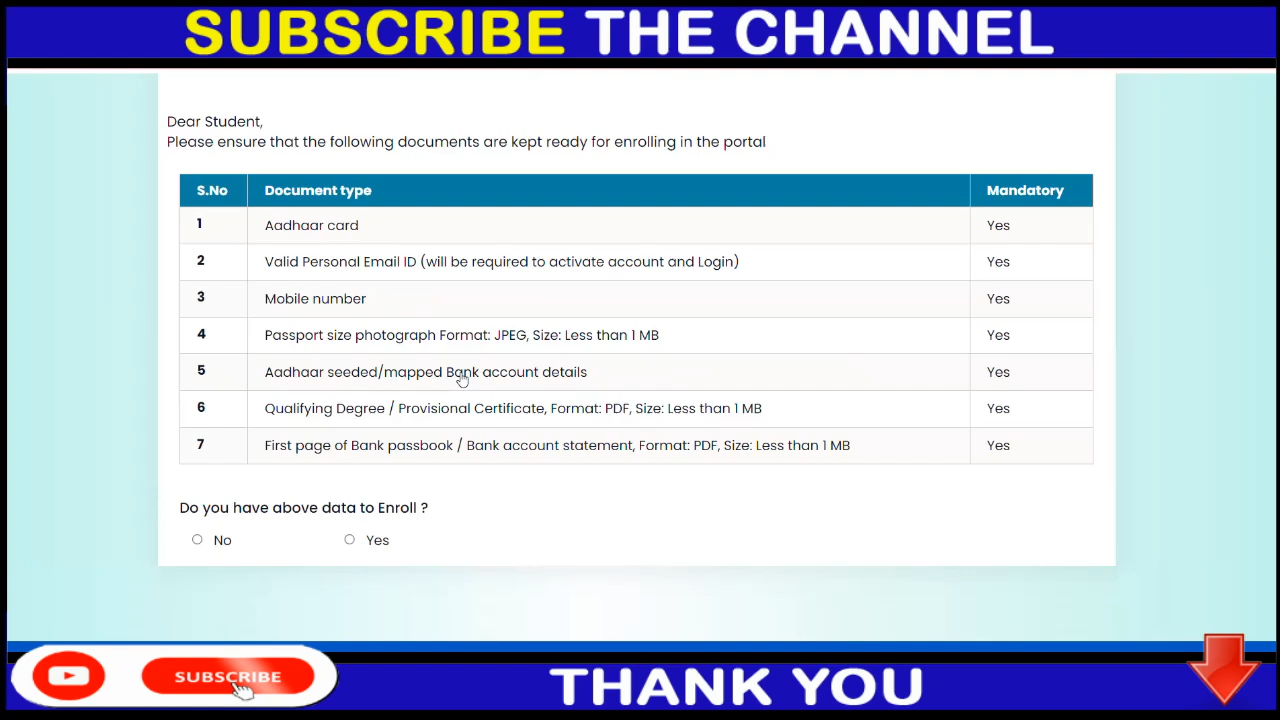 SUBSCRIBE THE CHANNEL
Dear Student,
Please ensure that the following documents are kept ready for enrolling in the portal
S.No Document type Mandatory
1 Aadhaar card Yes
2 Valid Personal Email ID (will be required to activate account and Login) Yes
3 Mobile number Yes
4 Passport size photograph Format: JPEG, Size: Less than 1 MB Yes
5 Aadhaar seeded/mapped Bank account details Yes
6 Qualifying Degree / Provisional Certificate, Format: PDF, Size: Less than 1 MB Yes
7 First page of Bank passbook / Bank account statement, Format: PDF, Size: Less than 1 MB Yes
Do you have above data to Enroll ?
No Yes
SUBSCRIBE
THANK YOU